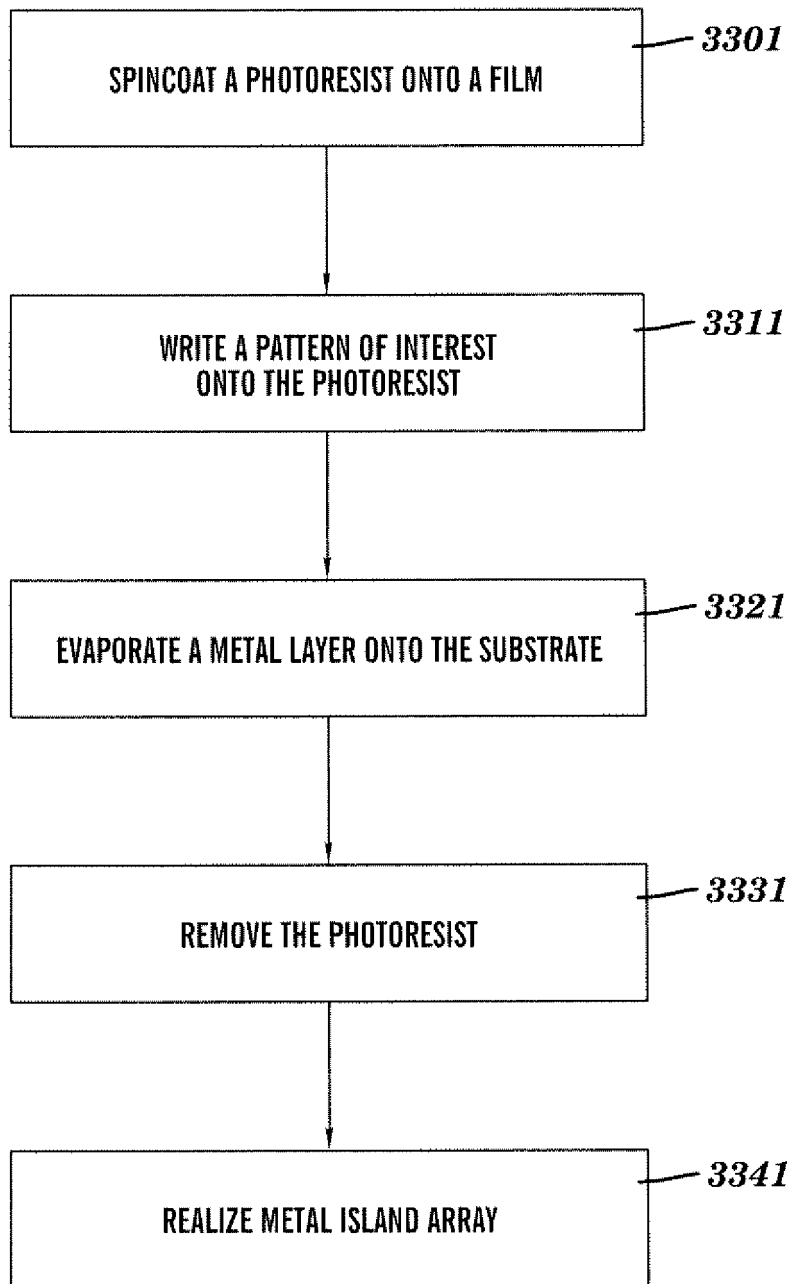 3301
SPINCOAT A PHOTORESIST ONTO A FILM
3311
WRITE A PATTERN OF INTEREST
ONTO THE PHOTORESIST
3321
EVAPORATE A METAL LAYER ONTO THE SUBSTRATE
3331
REMOVE THE PHOTORESIST
3341
REALIZE METAL ISLAND ARRAY